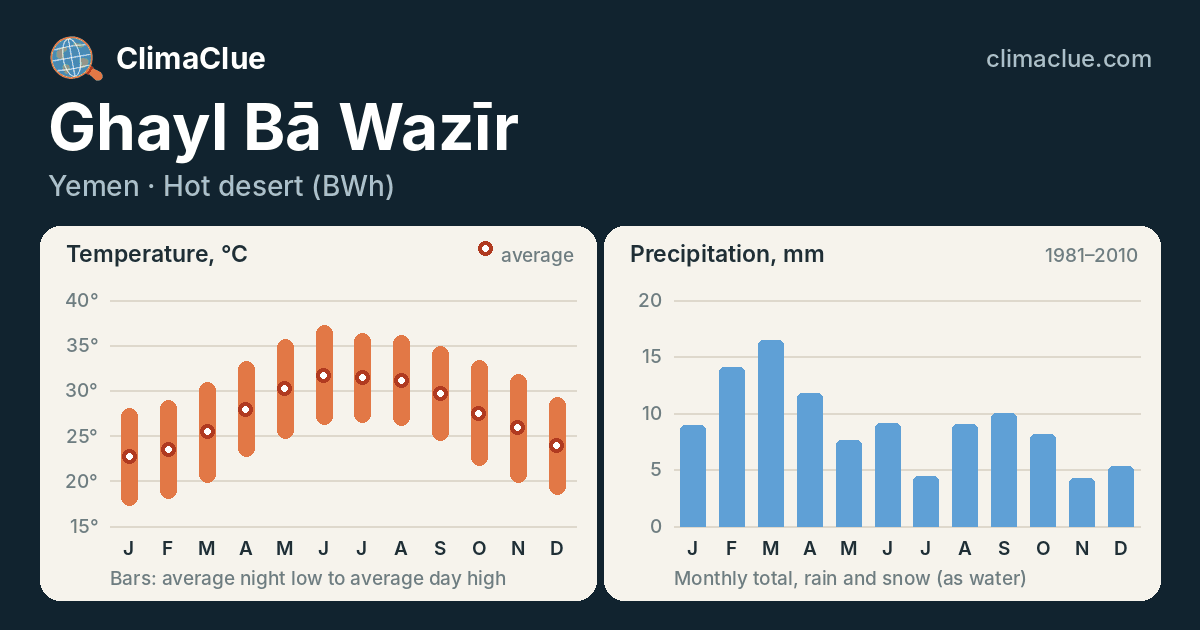 ClimaClue
climaclue.com
Ghayl Bā Wazīr
Yemen · Hot desert (BWh)
Temperature, °C
average
40°
35°
30°
25°
20°
15°
J F M A M J J A S O N D
Bars: average night low to average day high
Precipitation, mm
1981–2010
20
15
10
5
0
J F M A M J J A S O N D
Monthly total, rain and snow (as water)